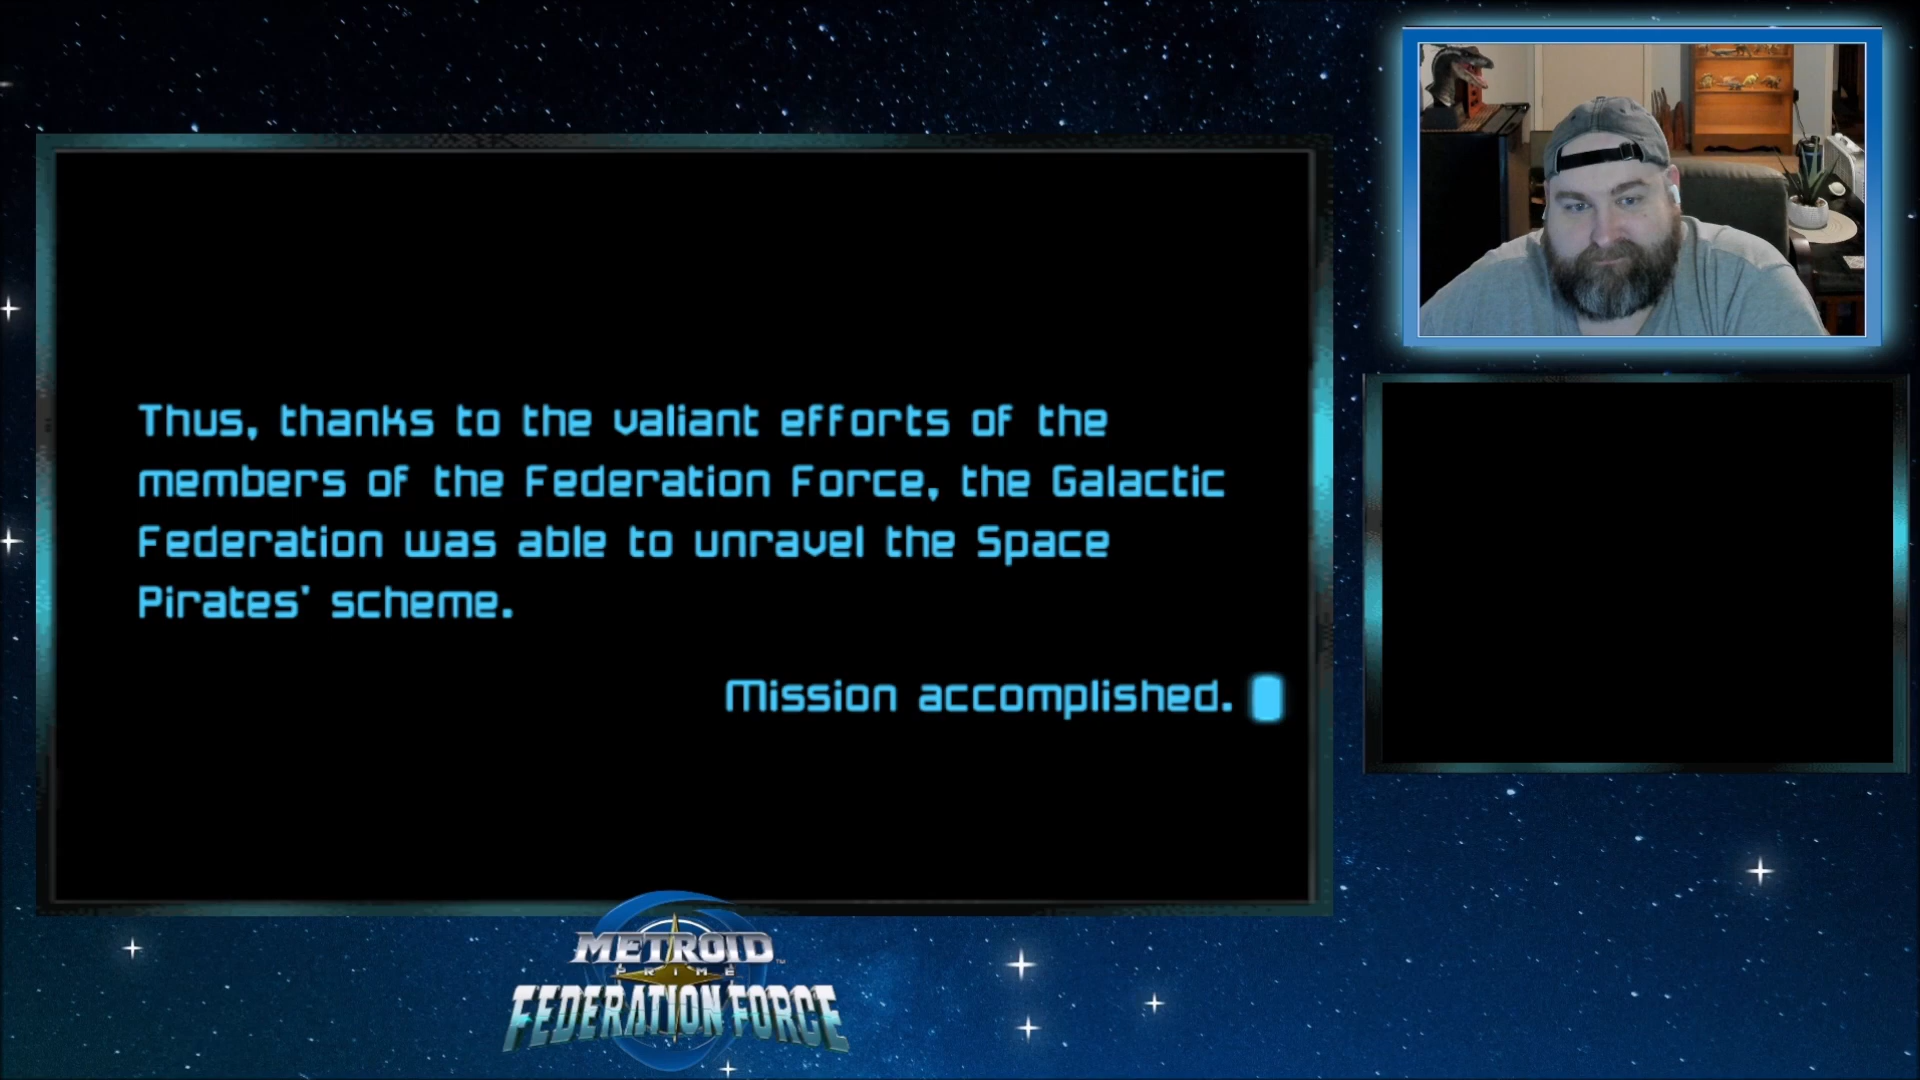 Thus, thanks to the valiant efforts of the
members of the Federation Force, the Galactic
Federation was able to unravel the Space
Pirates' scheme.
Mission accomplished.
METROID™
PRIME
FEDERATION FORCE